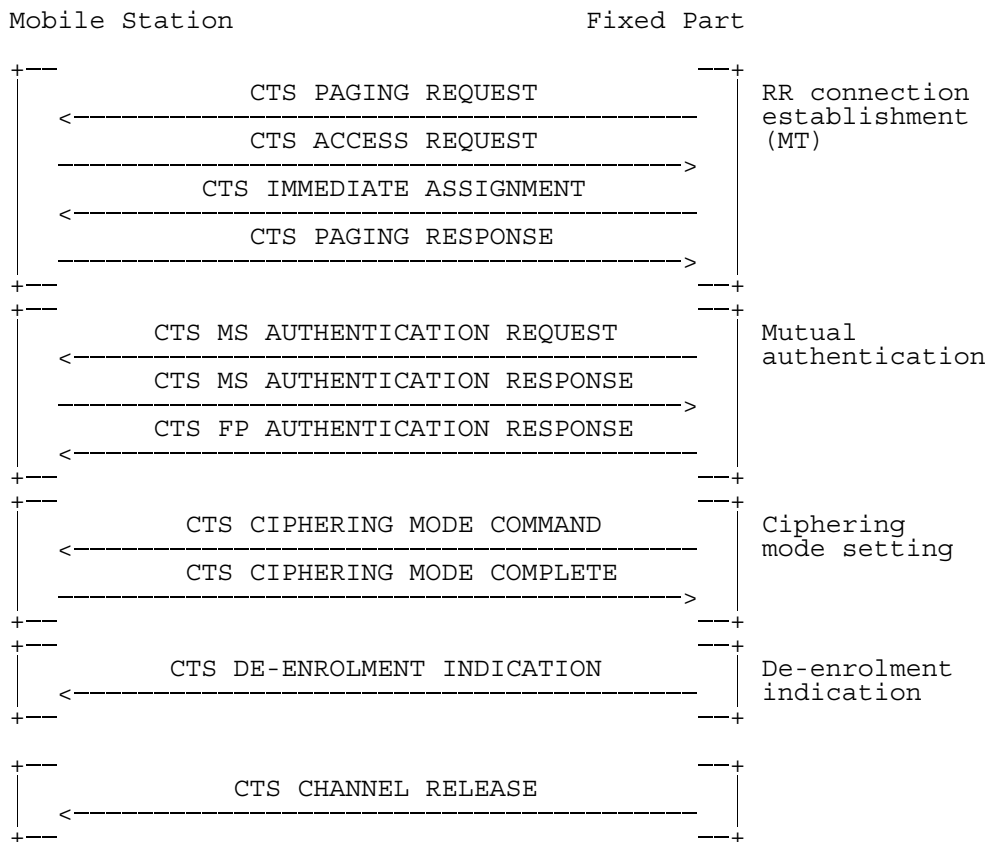 Mobile Station Fixed Part
CTS PAGING REQUEST RR connection
establishment
CTS ACCESS REQUEST (MT)
CTS IMMEDIATE ASSIGNMENT
CTS PAGING RESPONSE
CTS MS AUTHENTICATION REQUEST Mutual
authentication
CTS MS AUTHENTICATION RESPONSE
CTS FP AUTHENTICATION RESPONSE
CTS CIPHERING MODE COMMAND Ciphering
mode setting
CTS CIPHERING MODE COMPLETE
CTS DE-ENROLMENT INDICATION De-enrolment
indication
CTS CHANNEL RELEASE